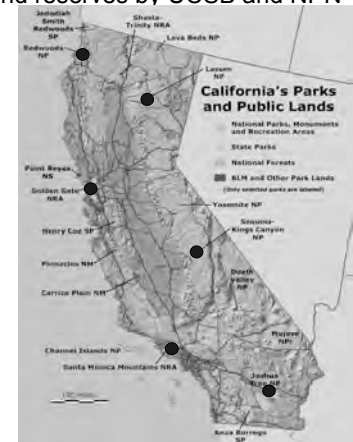 nd reserves by UCSB and NPN
Jedediah
Smith
Redwoods
SP
Shasta-
Trinity NRA
Lava Beds NP
Redwoods
NP
Lassen
NP
California's Parks
and Public Lands
National Parks, Monuments
and Recreation Areas
State Parks
National Forests
BLM and Other Park Lands
(Only selected parks are labeled)
Point Reyes
NS
Golden Gate
NRA
Yosemite NP
Henry Coe SP
Sequoia-
Kings Canyon
NP
Pinnacles NM
Death
Valley
NP
Carrizo Plain NM
Mojave
NPr
Channel Islands NP
Joshua
Tree NP
Santa Monica Mountains NRA
100 miles
Anza Borrego
SP